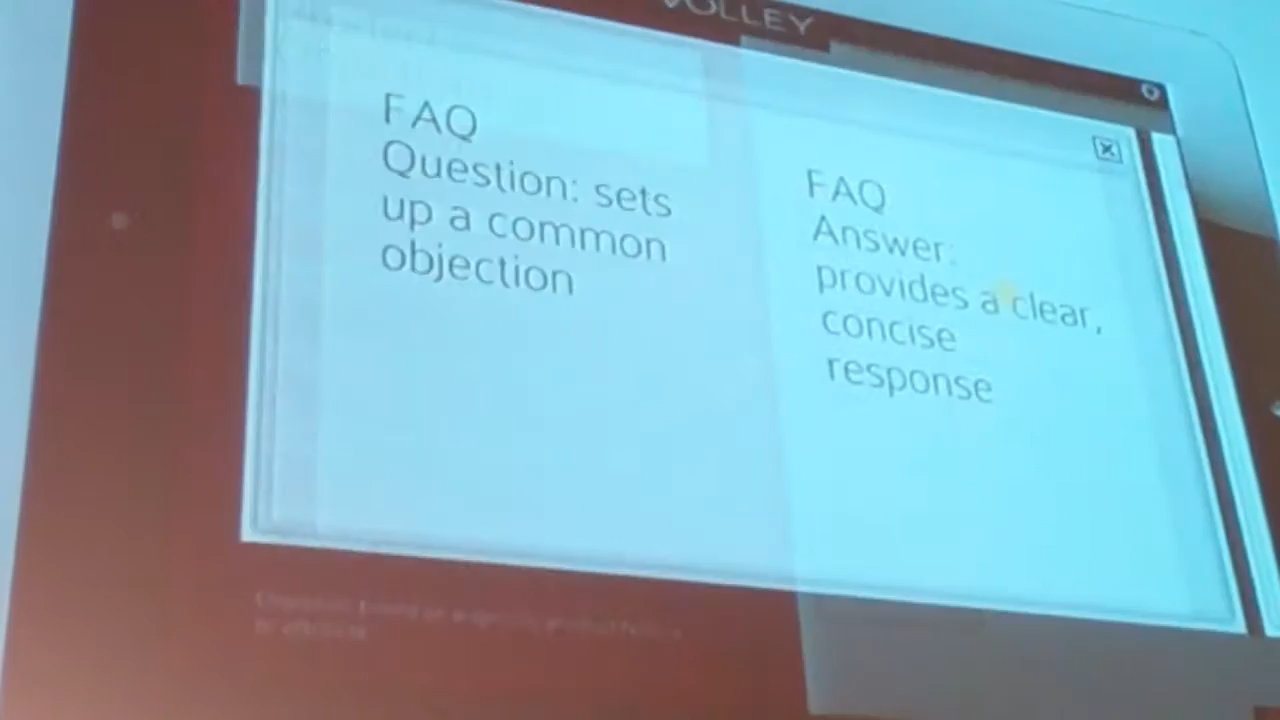 VOLLEY
FAQ
Question: sets
up a common
objection
FAQ
Answer:
provides a clear,
concise
response